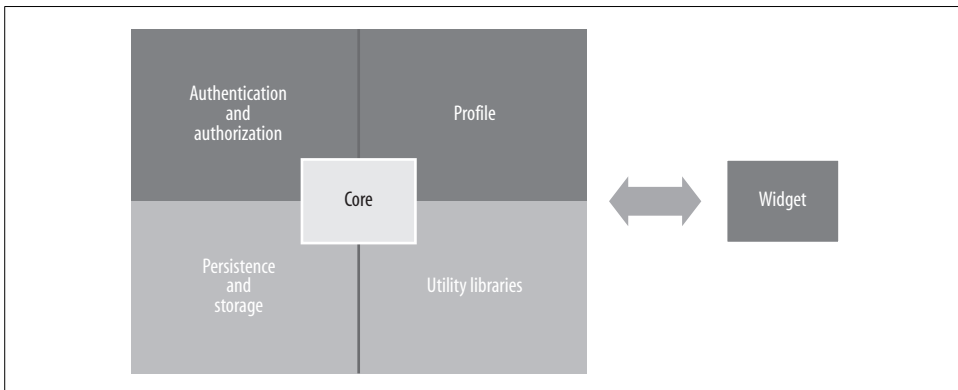 Authentication
and
authorization
Profile
Core
Widget
Persistence
and
storage
Utility libraries